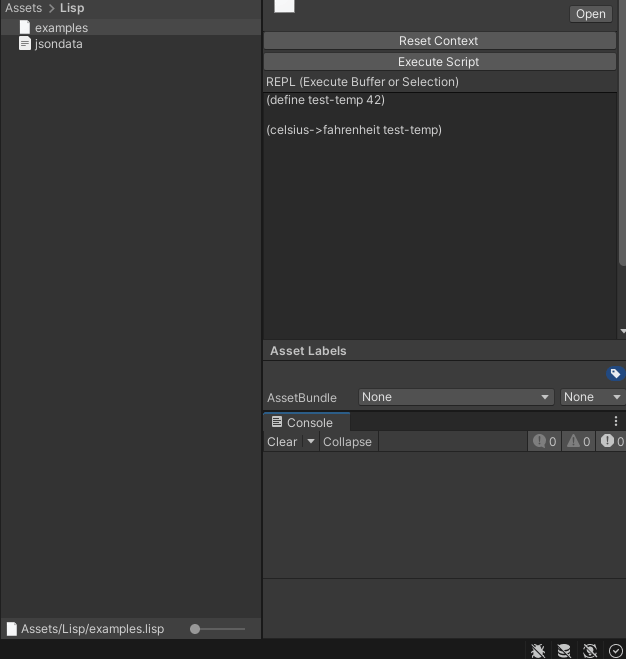 Assets > Lisp
examples
jsondata
Assets/Lisp/examples.lisp
Open
Reset Context
Execute Script
REPL (Execute Buffer or Selection)
(define test-temp 42)
(celsius->fahrenheit test-temp)
Asset Labels
AssetBundle None None
Console
Clear Collapse 0 0 0